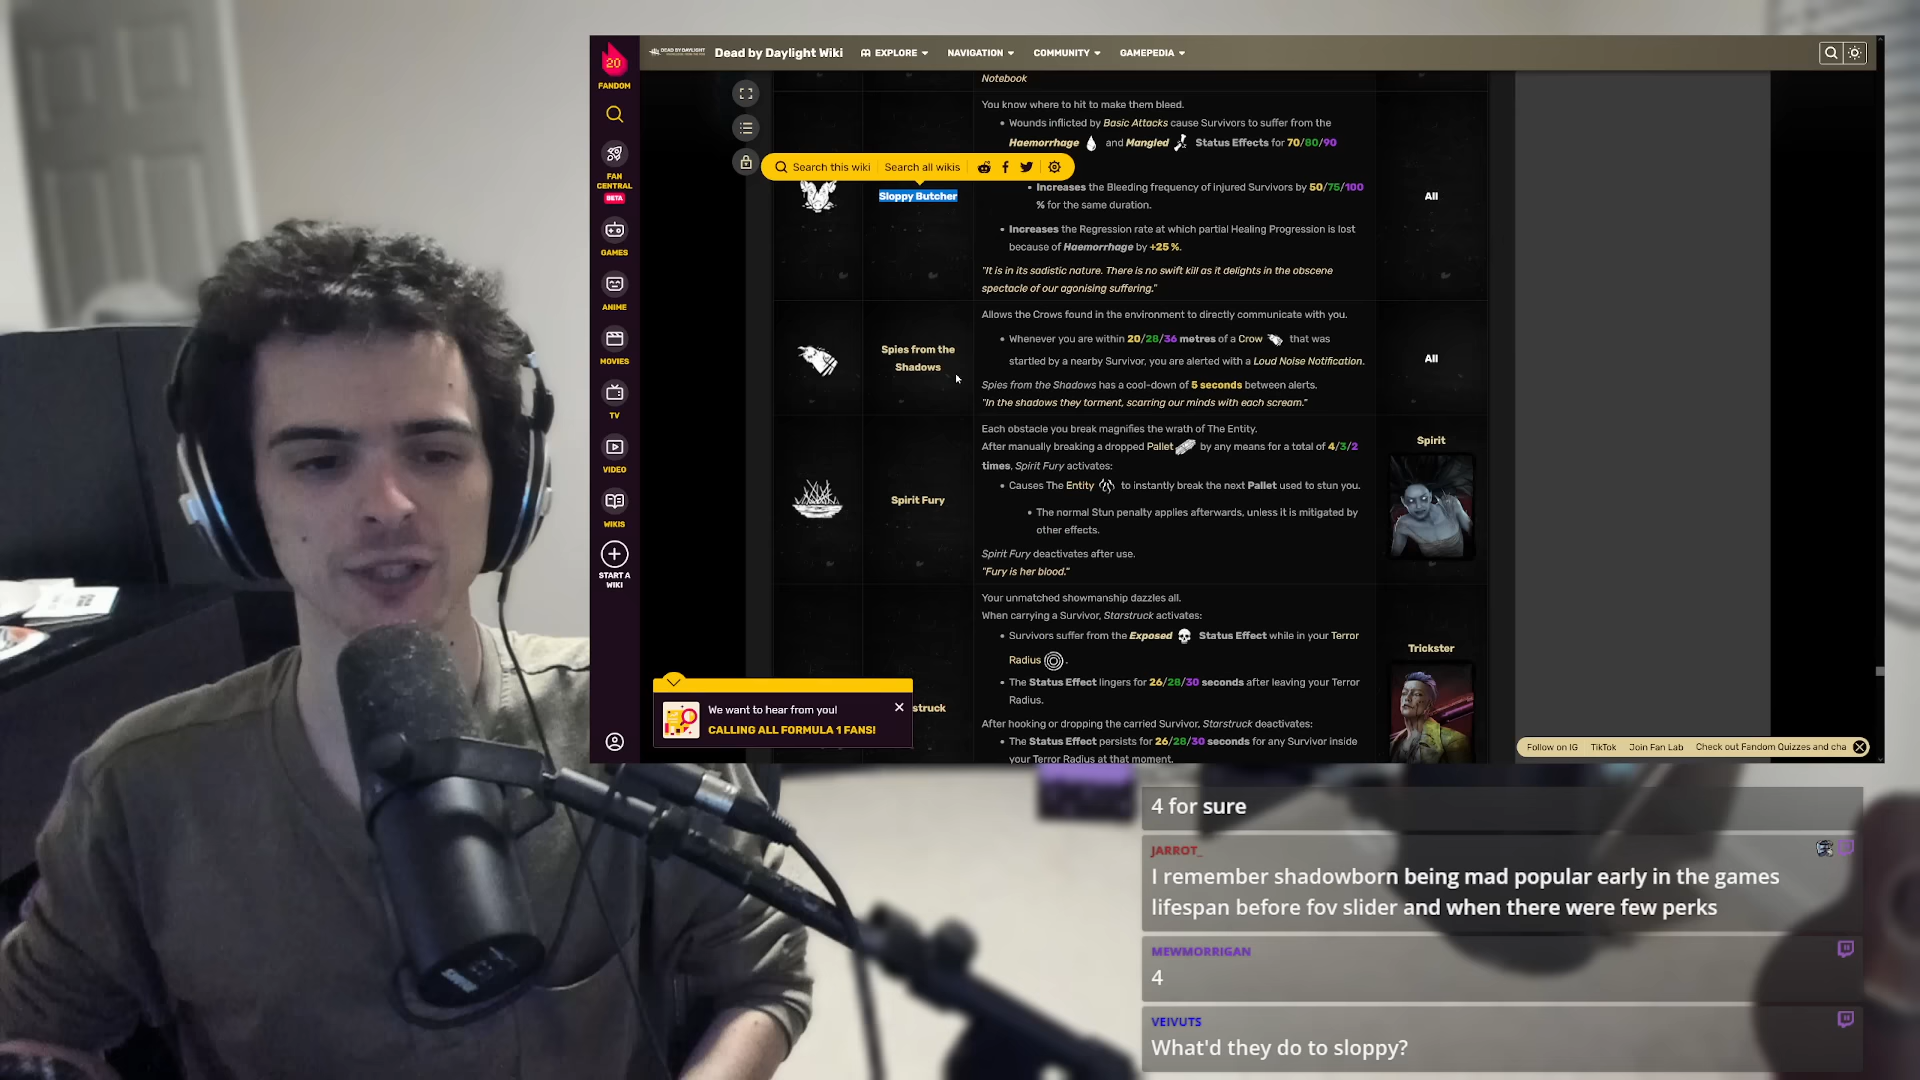 20
FANDOM
FAN
CENTRAL
BETA
GAMES
ANIME
MOVIES
TV
VIDEO
WIKIS
START A
WIKI
DEAD BY DAYLIGHT
Dead by Daylight Wiki
EXPLORE
NAVIGATION
COMMUNITY
GAMEPEDIA
Notebook
You know where to hit to make them bleed.
Wounds inflicted by Basic Attacks cause Survivors to suffer from the
Haemorrhage and Mangled Status Effects for 70/80/90
Search this wiki
Search all wikis
Sloppy Butcher
Increases the Bleeding frequency of injured Survivors by 50/75/100
% for the same duration.
All
Increases the Regression rate at which partial Healing Progression is lost
because of Haemorrhage by +25 %.
"It is in its sadistic nature. There is no swift kill as it delights in the obscene
spectacle of our agonising suffering."
Spies from the
Shadows
Allows the Crows found in the environment to directly communicate with you.
Whenever you are within 20/28/36 metres of a Crow that was
startled by a nearby Survivor, you are alerted with a Loud Noise Notification.
All
Spies from the Shadows has a cool-down of 5 seconds between alerts.
"In the shadows they torment, scarring our minds with each scream."
Spirit Fury
Each obstacle you break magnifies the wrath of The Entity.
After manually breaking a dropped Pallet by any means for a total of 4/3/2
times, Spirit Fury activates:
Causes The Entity to instantly break the next Pallet used to stun you.
The normal Stun penalty applies afterwards, unless it is mitigated by
other effects.
Spirit Fury deactivates after use.
"Fury is her blood."
Spirit
struck
Your unmatched showmanship dazzles all.
When carrying a Survivor, Starstruck activates:
Survivors suffer from the Exposed Status Effect while in your Terror
Radius .
The Status Effect lingers for 26/28/30 seconds after leaving your Terror
Radius.
After hooking or dropping the carried Survivor, Starstruck deactivates:
The Status Effect persists for 26/28/30 seconds for any Survivor inside
your Terror Radius at that moment.
Trickster
We want to hear from you!
CALLING ALL FORMULA 1 FANS!
Follow on IG
TikTok
Join Fan Lab
Check out Fandom Quizzes and cha
4 for sure
JARROT_
I remember shadowborn being mad popular early in the games
lifespan before fov slider and when there were few perks
MEWMORRIGAN
4
VEIVUTS
What'd they do to sloppy?